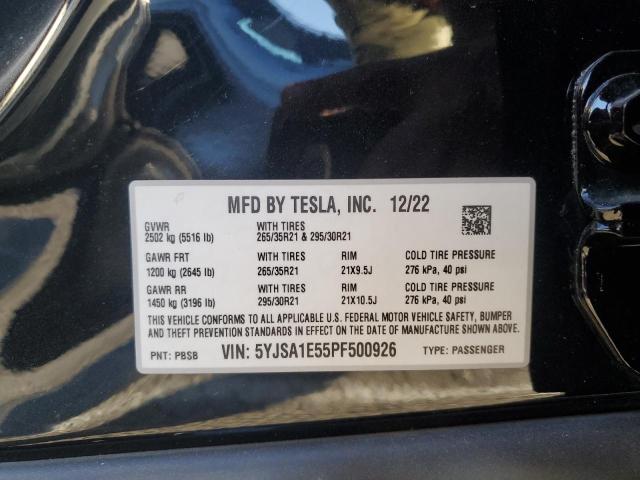 MFD BY TESLA, INC. 12/22
GVWR WITH TIRES
2502 kg (5516 lb) 265/35R21 & 295/30R21
GAWR FRT WITH TIRES RIM COLD TIRE PRESSURE
1200 kg (2645 lb) 265/35R21 21X9.5J 276 kPa, 40 psi
GAWR RR WITH TIRES RIM COLD TIRE PRESSURE
1450 kg (3196 lb) 295/30R21 21X10.5J 276 kPa, 40 psi
THIS VEHICLE CONFORMS TO ALL APPLICABLE U.S. FEDERAL MOTOR VEHICLE SAFETY, BUMPER
AND THEFT PREVENTION STANDARDS IN EFFECT ON THE DATE OF MANUFACTURE SHOWN ABOVE.
PNT: PBSB VIN: 5YJSA1E55PF500926 TYPE: PASSENGER